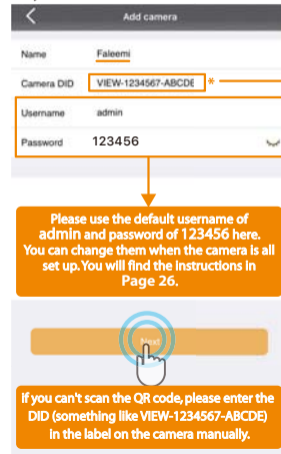 Add camera
Name Faleemi
Camera DID VIEW-1234567-ABCDE *
Username admin
Password 123456
Please use the default username of
admin and password of 123456 here.
You can change them when the camera is all
set up. You will find the instructions in
Page 26.
Next
If you can't scan the QR code, please enter the
DID (something like VIEW-1234567-ABCDE)
in the label on the camera manually.